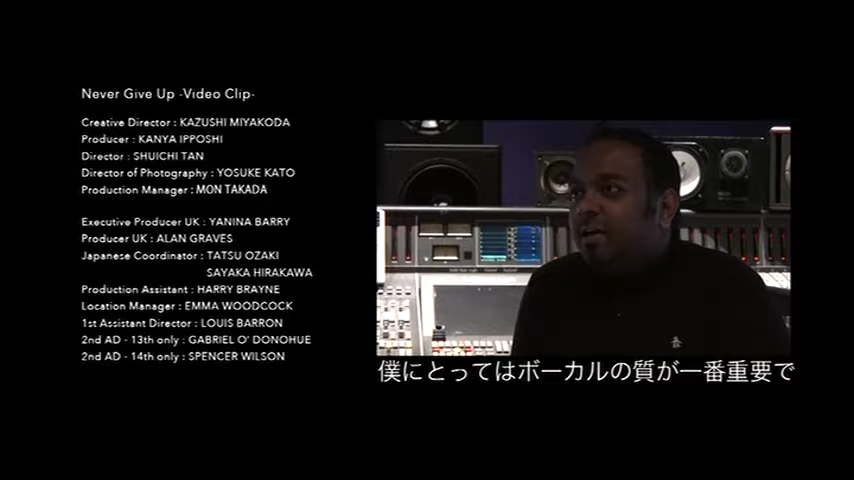 Never Give Up -Video Clip-
Creative Director : KAZUSHI MIYAKODA
Producer : KANYA IPPOSHI
Director : SHUICHI TAN
Director of Photography : YOSUKE KATO
Production Manager : MON TAKADA
Executive Producer UK : YANINA BARRY
Producer UK : ALAN GRAVES
Japanese Coordinator : TATSU OZAKI
SAYAKA HIRAKAWA
Production Assistant : HARRY BRAYNE
Location Manager : EMMA WOODCOCK
1st Assistant Director : LOUIS BARRON
2nd AD - 13th only : GABRIEL O' DONOHUE
2nd AD - 14th only : SPENCER WILSON
僕にとってはボーカルの質が一番重要で